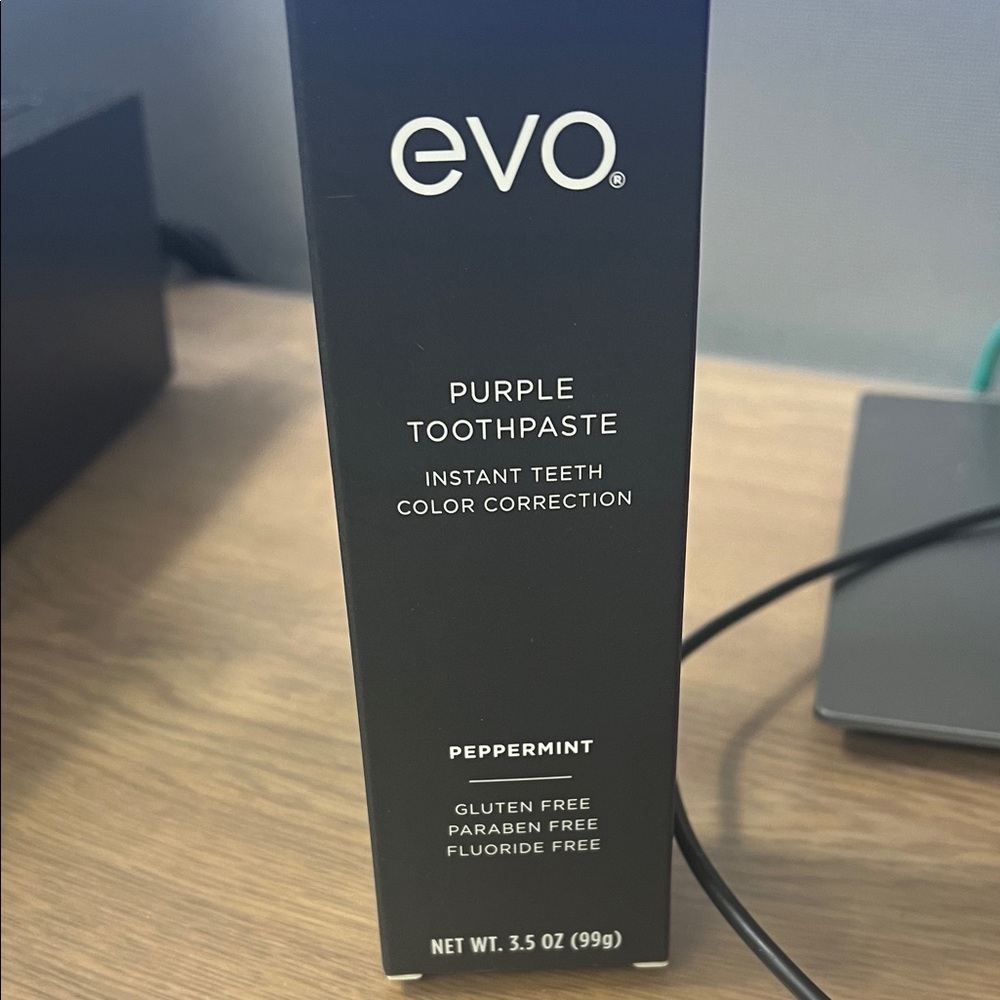 evo®
PURPLE
TOOTHPASTE
INSTANT TEETH
COLOR CORRECTION
PEPPERMINT
GLUTEN FREE
PARABEN FREE
FLUORIDE FREE
NET WT. 3.5 OZ (99g)